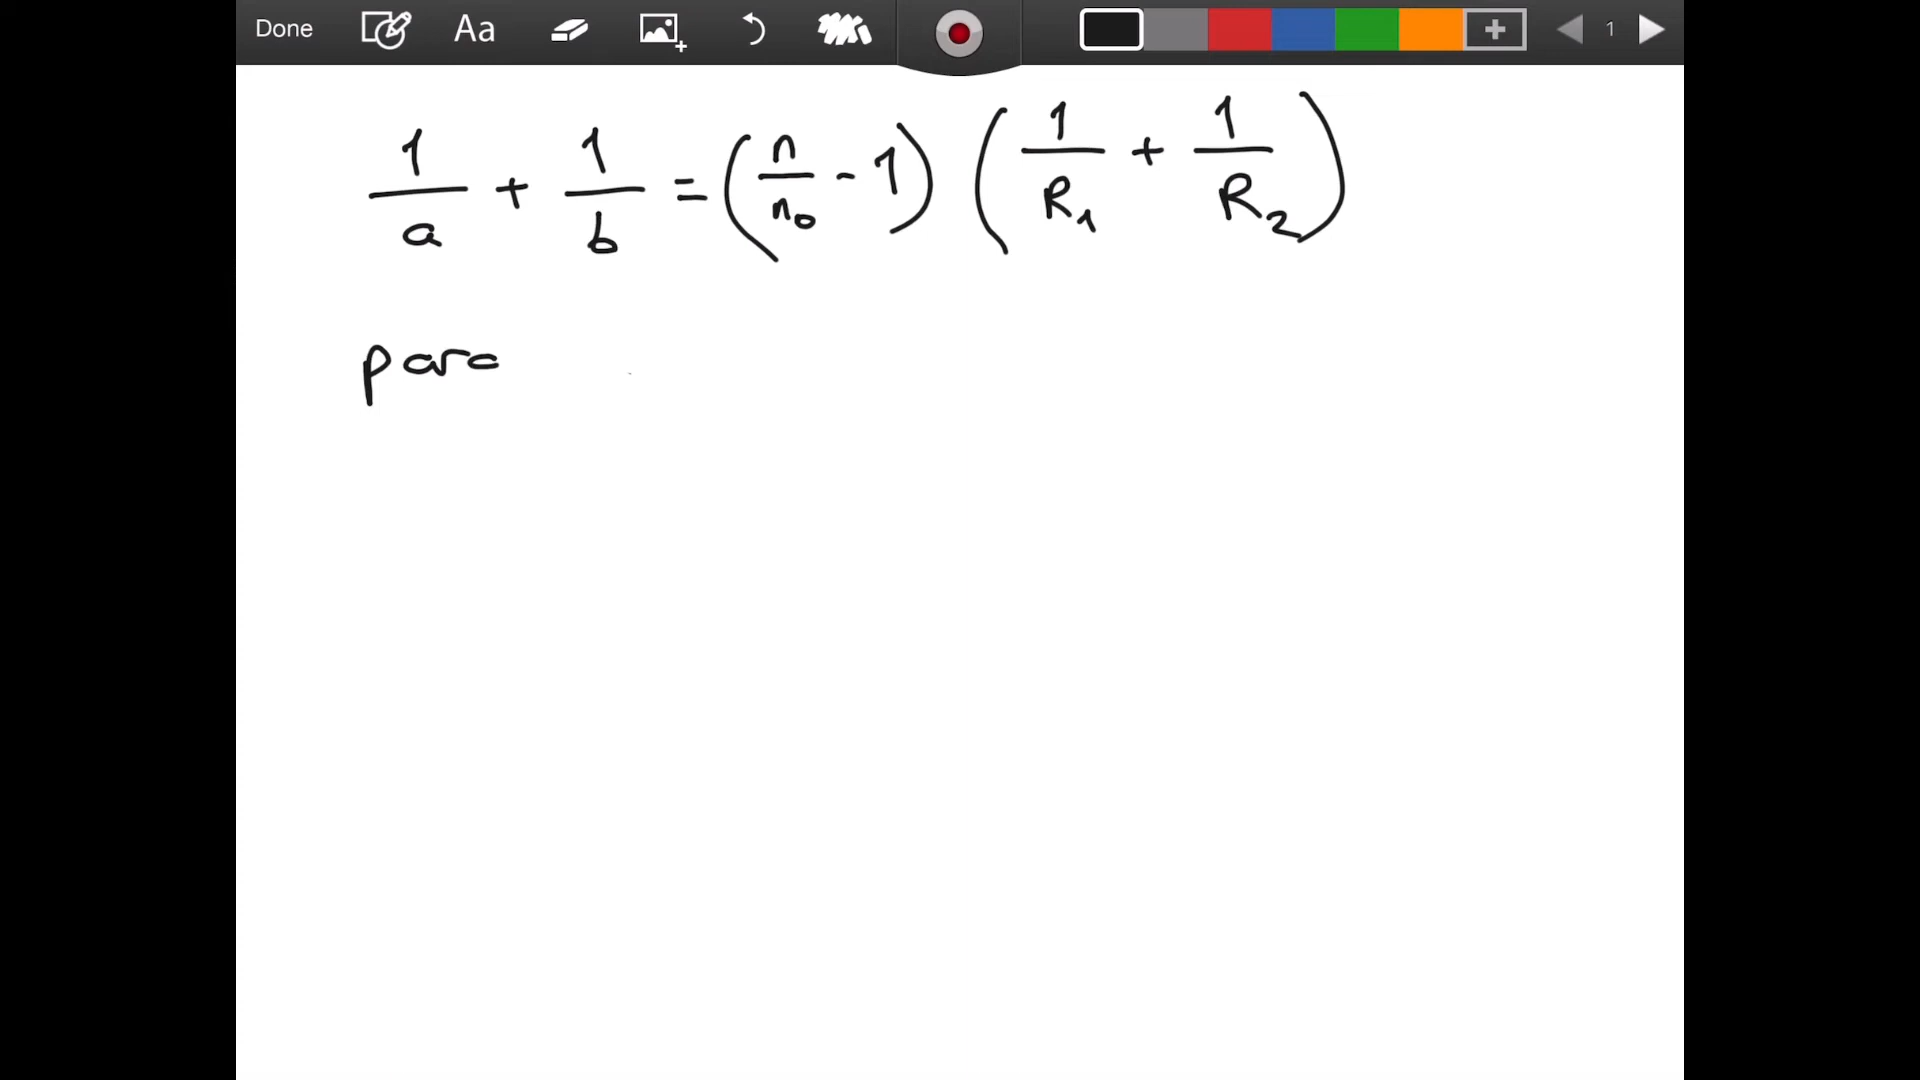 Done Aa 1
1/a + 1/b = (n/n₀ - 1) (1/R₁ + 1/R₂)
para